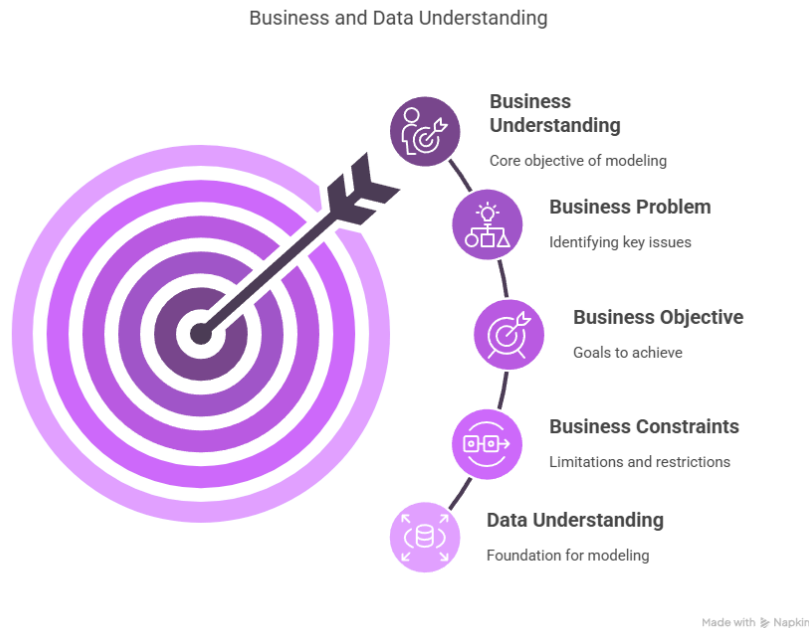 Business and Data Understanding
Business
Understanding
Core objective of modeling
Business Problem
Identifying key issues
Business Objective
Goals to achieve
Business Constraints
Limitations and restrictions
Data Understanding
Foundation for modeling
Made with Napkin